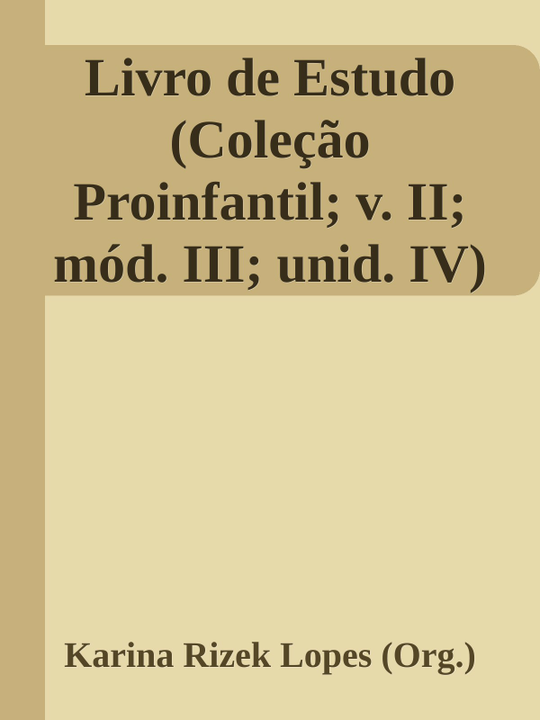 Livro de Estudo
(Coleção
Proinfantil; v. II;
mód. III; unid. IV)
Karina Rizek Lopes (Org.)